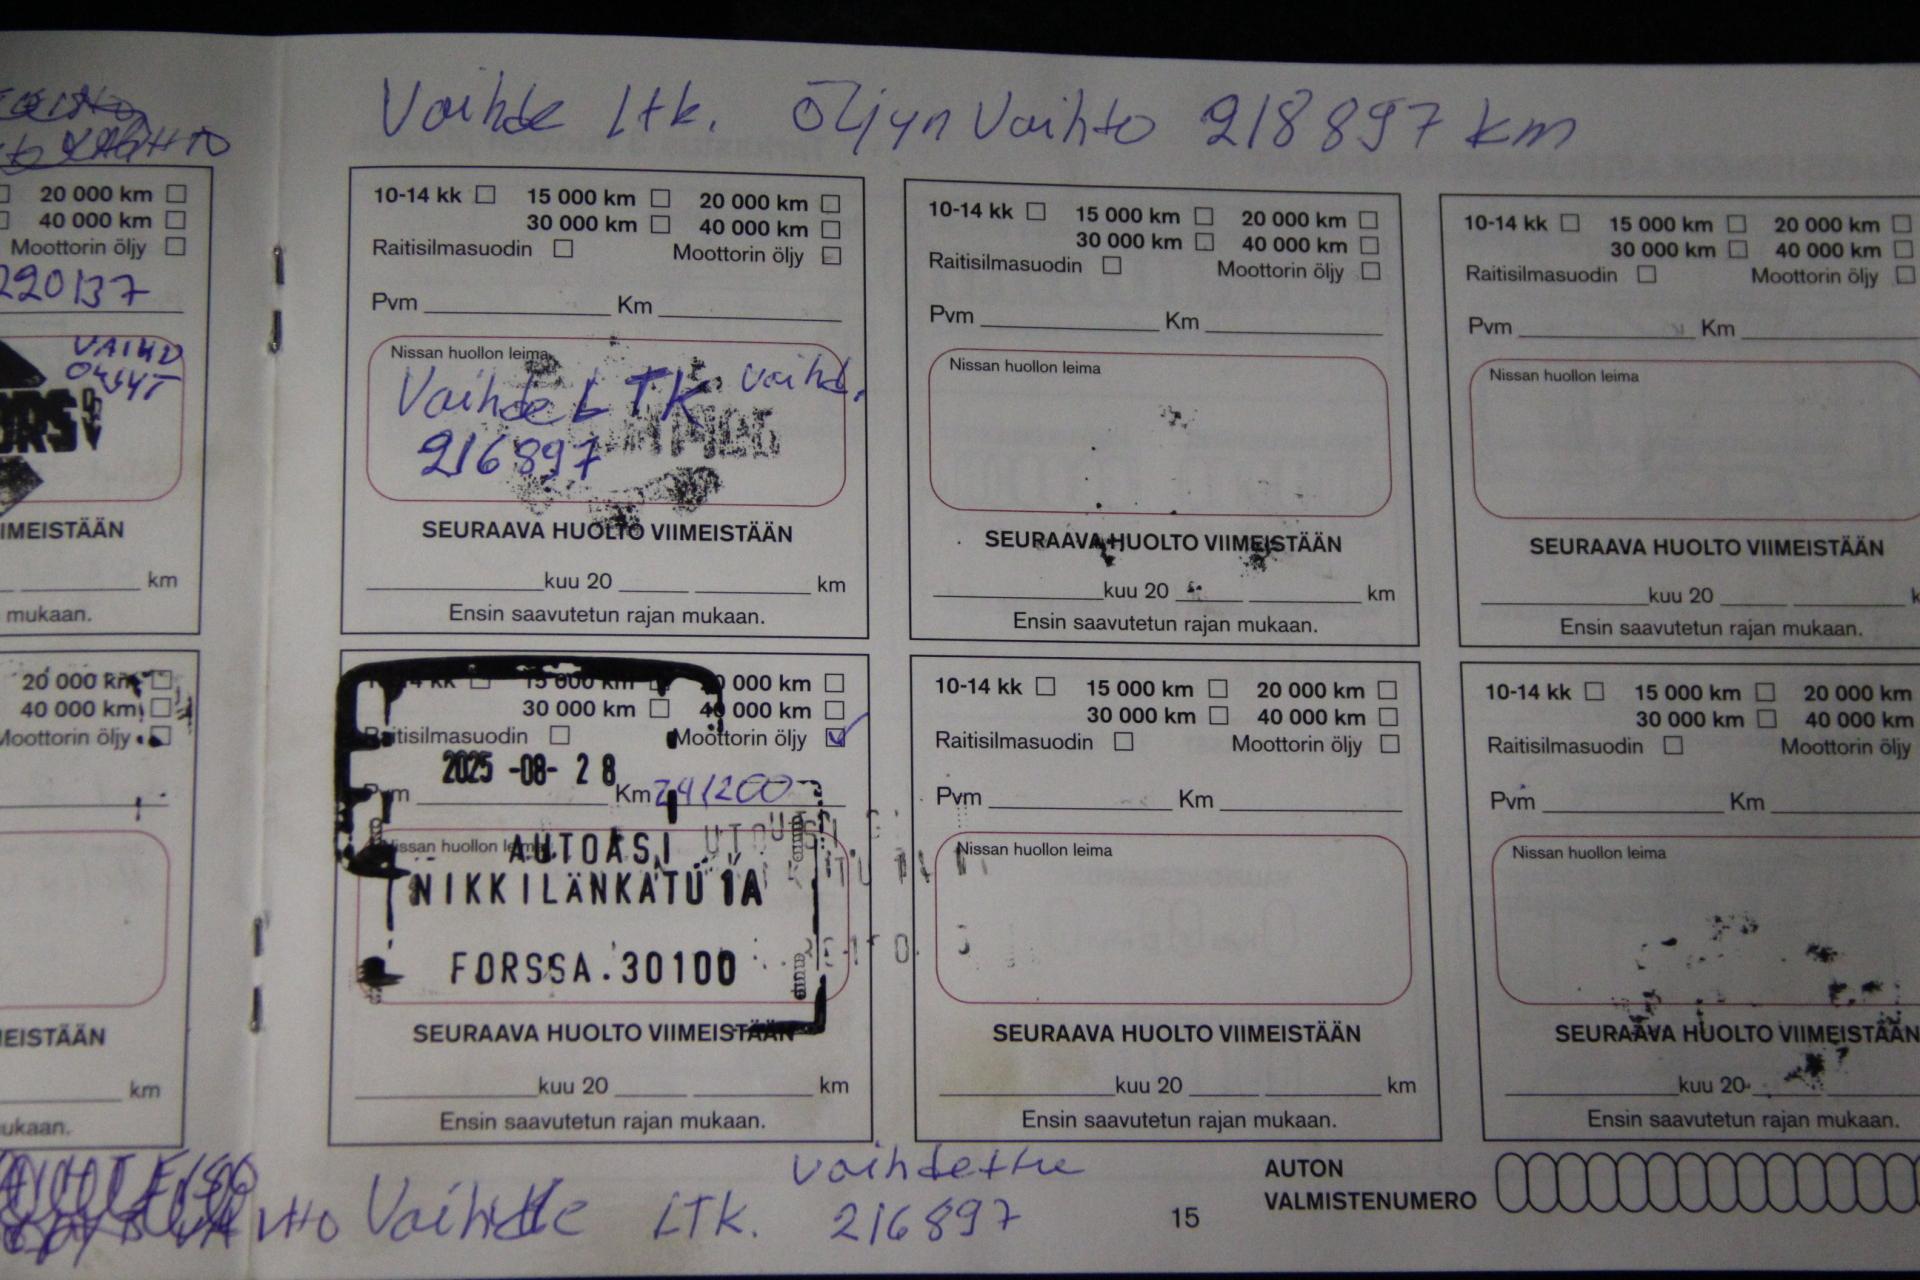 Vaihde Ltk. Öljyn Vaihto 218897 km
20 000 km
40 000 km
Moottorin öljy
220137
VAIHD
ÖLJYT
IMEISTÄÄN
km
mukaan.
10-14 kk 15 000 km 20 000 km
30 000 km 40 000 km
Raitisilmasuodin Moottorin öljy
Pvm Km
Nissan huollon leima
Vaihde LTK vaihd.
216897
SEURAAVA HUOLTO VIIMEISTÄÄN
kuu 20 km
Ensin saavutetun rajan mukaan.
10-14 kk 15 000 km 20 000 km
30 000 km 40 000 km
Raitisilmasuodin Moottorin öljy
Pvm Km
Nissan huollon leima
SEURAAVA HUOLTO VIIMEISTÄÄN
kuu 20 km
Ensin saavutetun rajan mukaan.
10-14 kk 15 000 km 20 000 km
30 000 km 40 000 km
Raitisilmasuodin Moottorin öljy
Pvm Km
Nissan huollon leima
SEURAAVA HUOLTO VIIMEISTÄÄN
kuu 20 k
Ensin saavutetun rajan mukaan.
20 000 km
40 000 km
Moottorin öljy
EISTÄÄN
km
ukaan.
10-14 kk 15 000 km 20 000 km
30 000 km 40 000 km
Raitisilmasuodin Moottorin öljy
2025 -08- 28
Pvm Km 241200
Nissan huollon leima
AUTOASI
NIKKILÄNKATU 1A
FORSSA.30100
SEURAAVA HUOLTO VIIMEISTÄÄN
kuu 20 km
Ensin saavutetun rajan mukaan.
10-14 kk 15 000 km 20 000 km
30 000 km 40 000 km
Raitisilmasuodin Moottorin öljy
Pvm Km
Nissan huollon leima
SEURAAVA HUOLTO VIIMEISTÄÄN
kuu 20 km
Ensin saavutetun rajan mukaan.
10-14 kk 15 000 km 20 000 km
30 000 km 40 000 km
Raitisilmasuodin Moottorin öljy
Pvm Km
Nissan huollon leima
SEURAAVA HUOLTO VIIMEISTÄÄN
kuu 20
Ensin saavutetun rajan mukaan.
Vaihde LTK. vaihdettu
216897
15
AUTON
VALMISTENUMERO